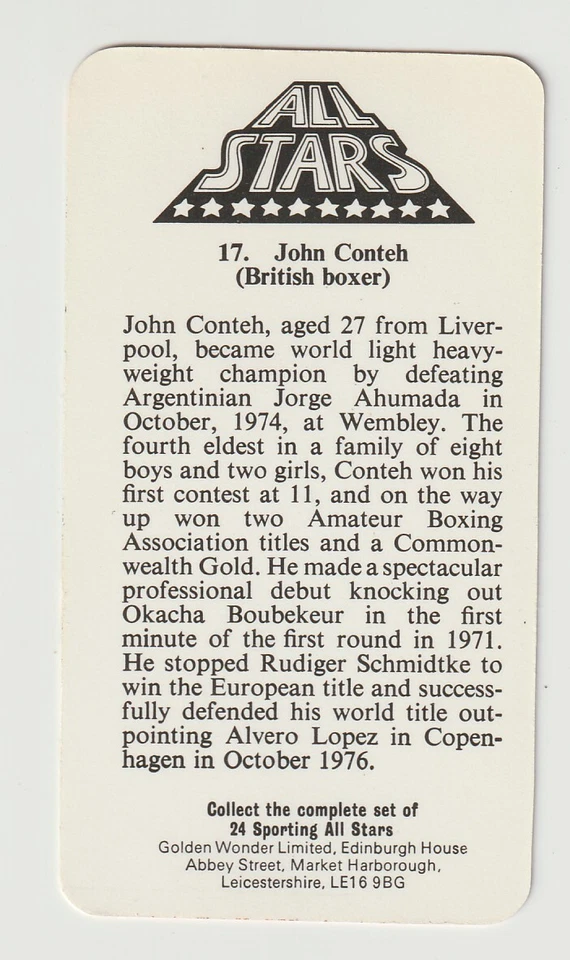 ALL
STARS
17. John Conteh
(British boxer)
John Conteh, aged 27 from Liver-
pool, became world light heavy-
weight champion by defeating
Argentinian Jorge Ahumada in
October, 1974, at Wembley. The
fourth eldest in a family of eight
boys and two girls, Conteh won his
first contest at 11, and on the way
up won two Amateur Boxing
Association titles and a Common-
wealth Gold. He made a spectacular
professional debut knocking out
Okacha Boubekeur in the first
minute of the first round in 1971.
He stopped Rudiger Schmidtke to
win the European title and success-
fully defended his world title out-
pointing Alvero Lopez in Copen-
hagen in October 1976.
Collect the complete set of
24 Sporting All Stars
Golden Wonder Limited, Edinburgh House
Abbey Street, Market Harborough,
Leicestershire, LE16 9BG